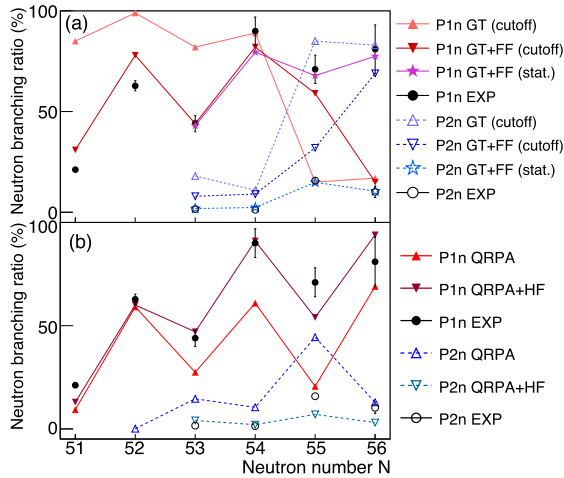 Neutron branching ratio (%)
100
50
0
(a)
P1n GT (cutoff)
P1n GT+FF (cutoff)
P1n GT+FF (stat.)
P1n EXP
P2n GT (cutoff)
P2n GT+FF (cutoff)
P2n GT+FF (stat.)
P2n EXP
Neutron branching ratio (%)
100
50
0
(b)
P1n QRPA
P1n QRPA+HF
P1n EXP
P2n QRPA
P2n QRPA+HF
P2n EXP
51 52 53 54 55 56
Neutron number N